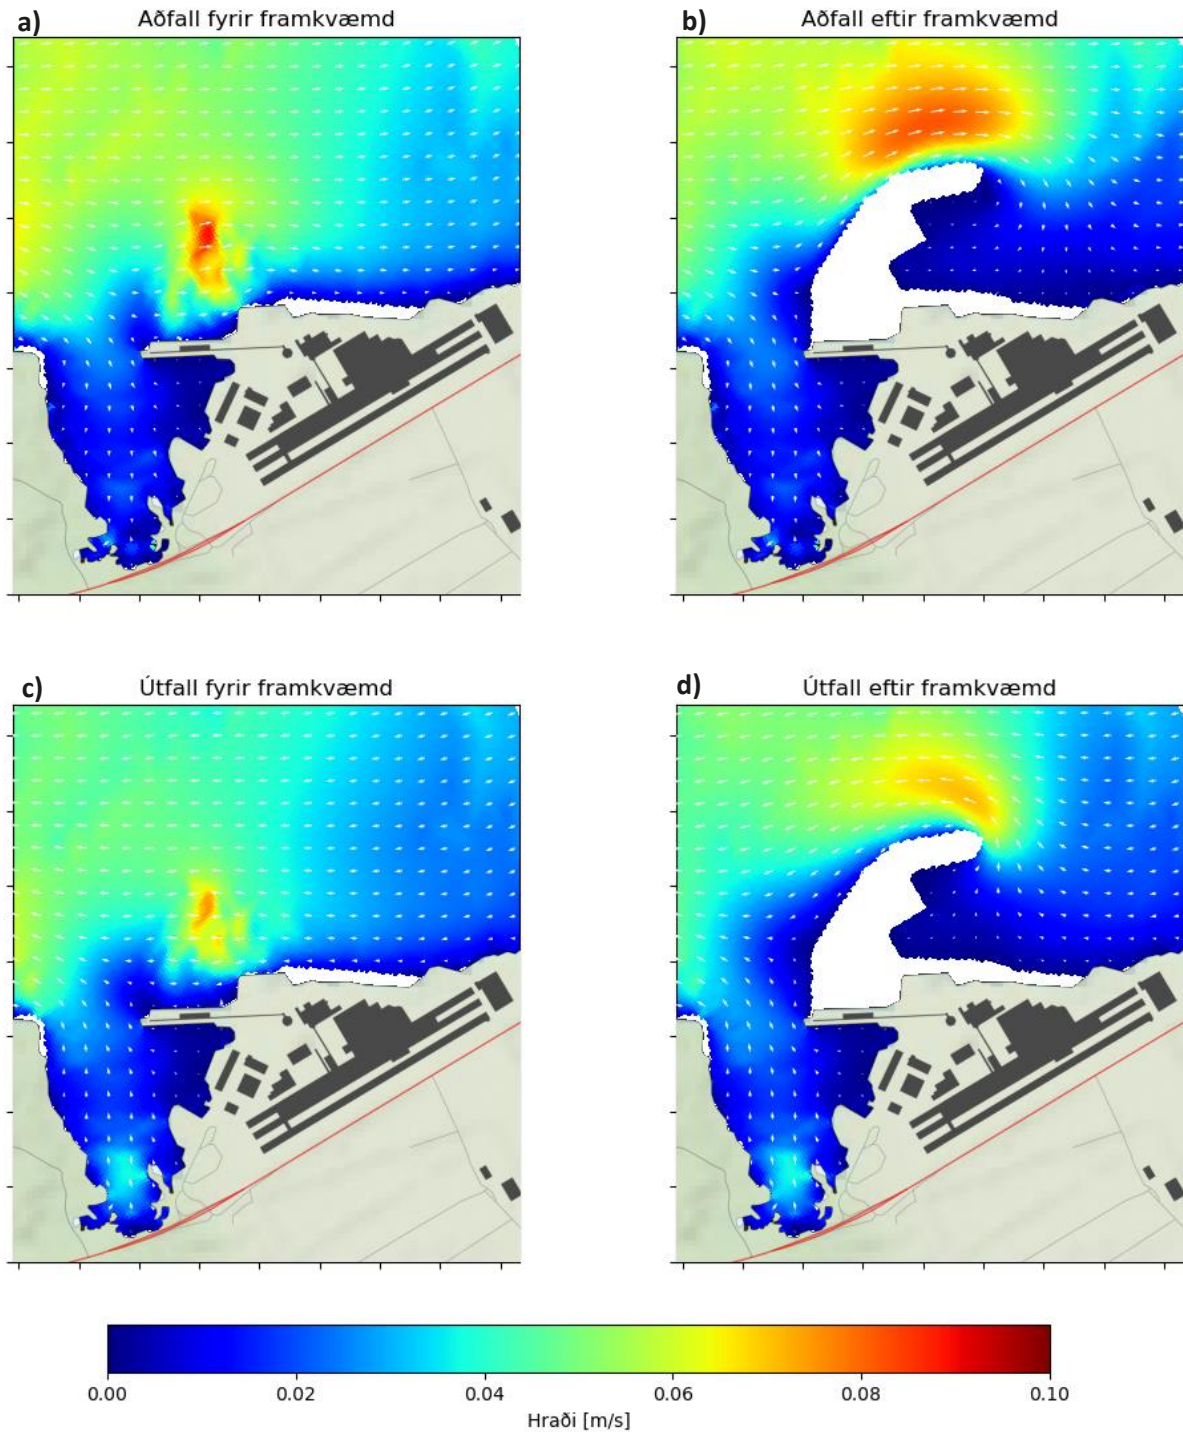 a)
Aðfall fyrir framkvæmd
b)
Aðfall eftir framkvæmd
c)
Útfall fyrir framkvæmd
d)
Útfall eftir framkvæmd
0.00 0.02 0.04 0.06 0.08 0.10
Hraði [m/s]